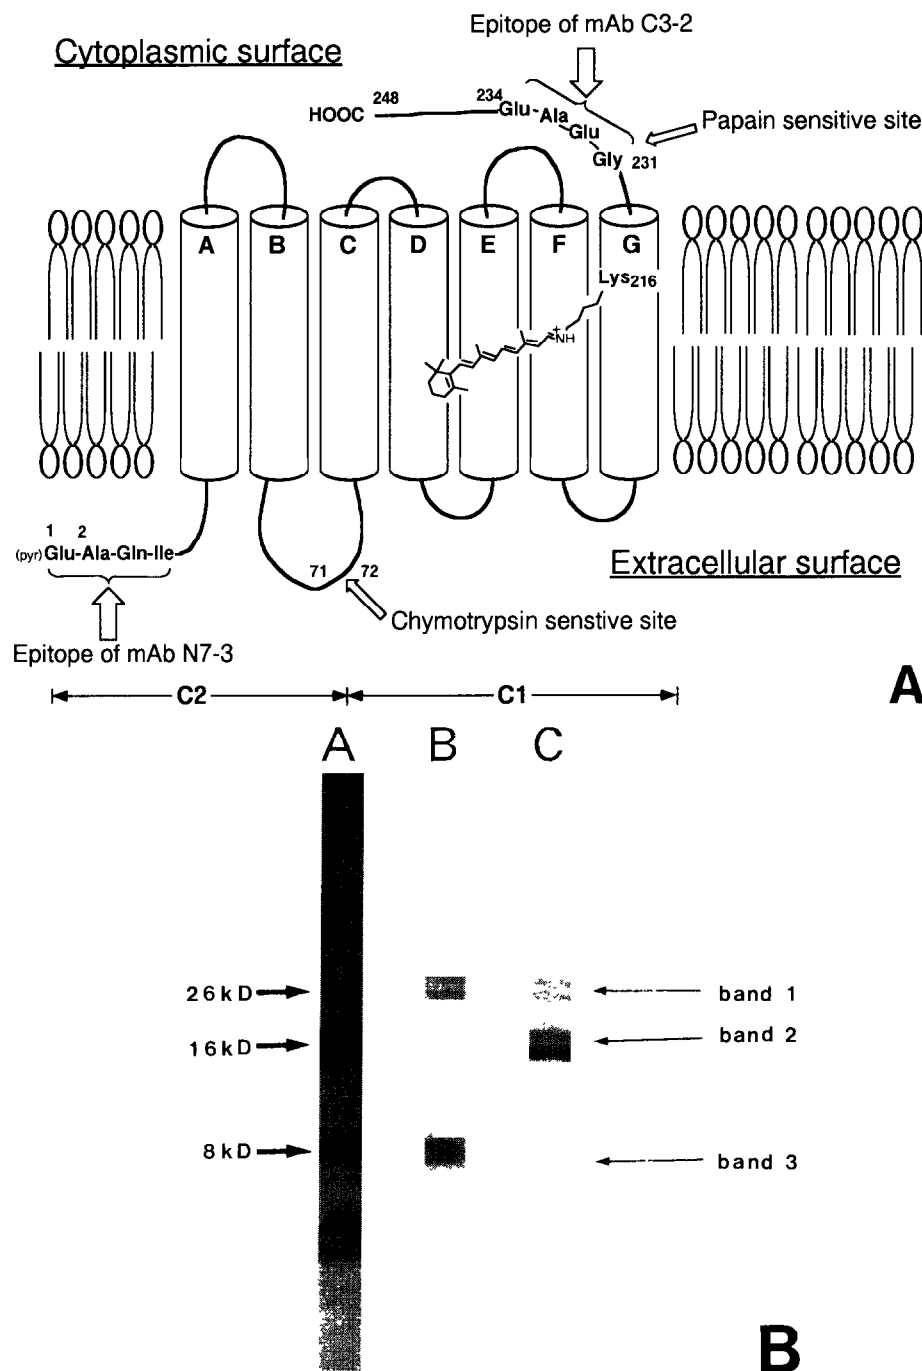 Epitope of mAb C3-2
Cytoplasmic surface
HOOC 248 234 Glu-Ala
Glu
Gly 231
Papain sensitive site
A B C D E F G
Lys216
+
NH
1 2
(pyr)Glu-Ala-Gln-Ile
71 72
Extracellular surface
Chymotrypsin senstive site
Epitope of mAb N7-3
C2 C1
A
A B C
26kD band 1
16kD band 2
8kD band 3
B